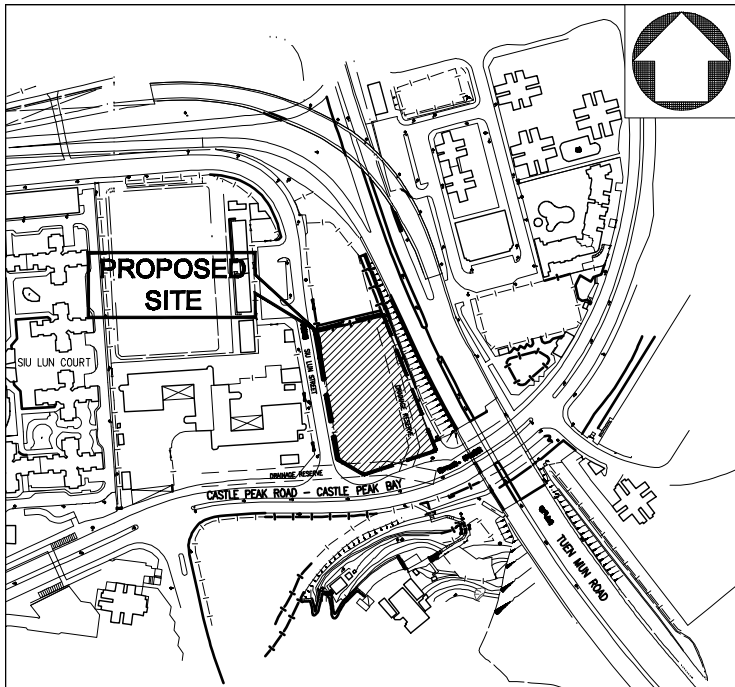 PROPOSED
SITE
SIU LUN COURT
SIU LUN STREET
DRAINAGE RESERVE
DRAINAGE RESERVE
CASTLE PEAK ROAD - CASTLE PEAK BAY
TUEN MUN ROAD